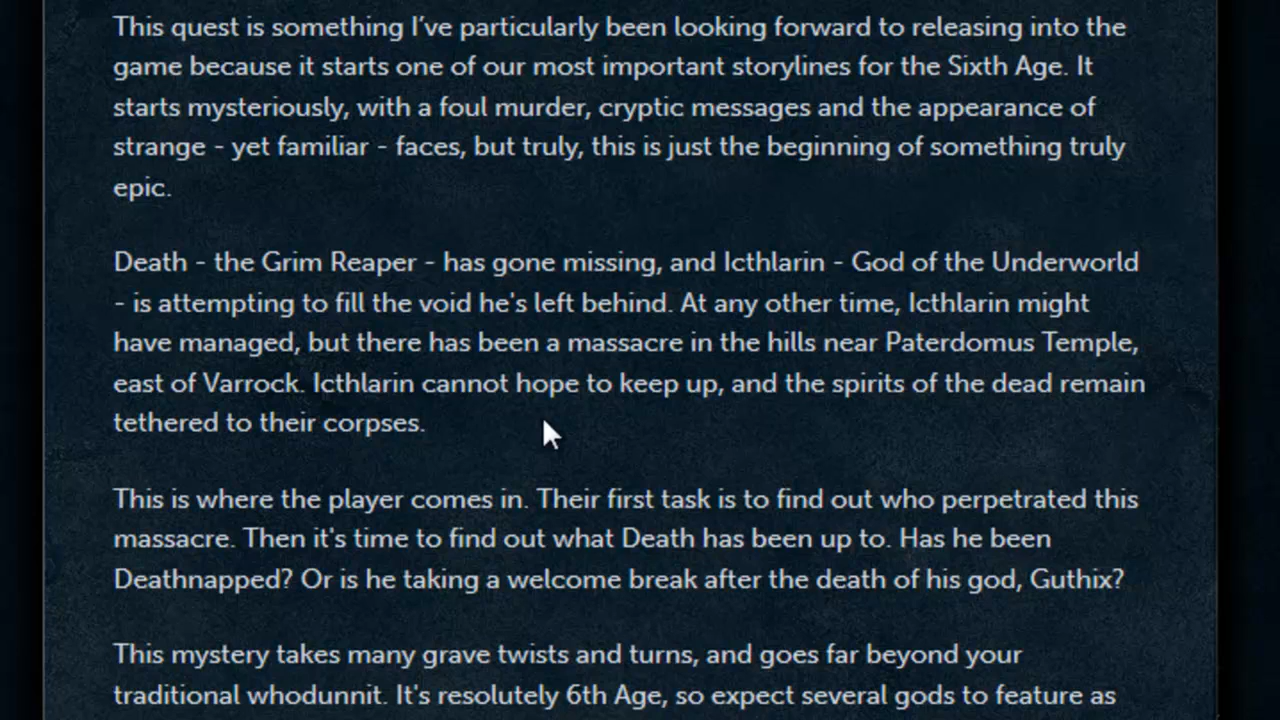 This quest is something I’ve particularly been looking forward to releasing into the
game because it starts one of our most important storylines for the Sixth Age. It
starts mysteriously, with a foul murder, cryptic messages and the appearance of
strange - yet familiar - faces, but truly, this is just the beginning of something truly
epic.
Death - the Grim Reaper - has gone missing, and Icthlarin - God of the Underworld
- is attempting to fill the void he's left behind. At any other time, Icthlarin might
have managed, but there has been a massacre in the hills near Paterdomus Temple,
east of Varrock. Icthlarin cannot hope to keep up, and the spirits of the dead remain
tethered to their corpses.
This is where the player comes in. Their first task is to find out who perpetrated this
massacre. Then it's time to find out what Death has been up to. Has he been
Deathnapped? Or is he taking a welcome break after the death of his god, Guthix?
This mystery takes many grave twists and turns, and goes far beyond your
traditional whodunnit. It's resolutely 6th Age, so expect several gods to feature as